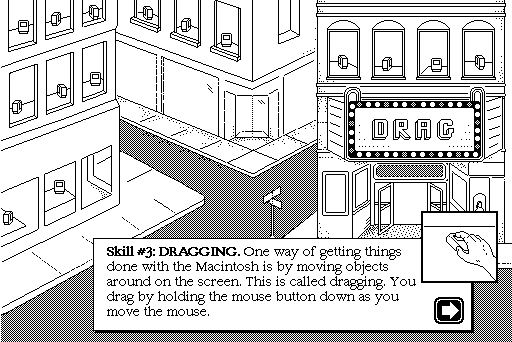 DRAG
Skill #3: DRAGGING. One way of getting things
done with the Macintosh is by moving objects
around on the screen. This is called dragging. You
drag by holding the mouse button down as you
move the mouse.